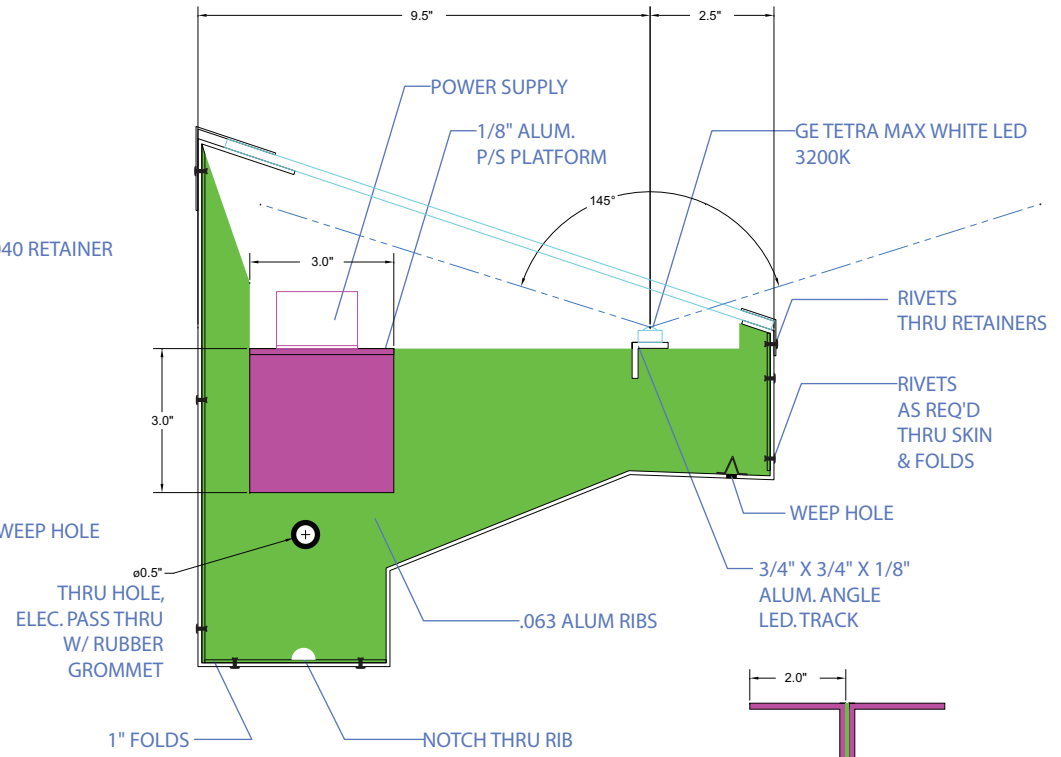 9.5"
2.5"
POWER SUPPLY
1/8" ALUM.
P/S PLATFORM
GE TETRA MAX WHITE LED
3200K
145°
40 RETAINER
3.0"
RIVETS
THRU RETAINERS
3.0"
RIVETS
AS REQ'D
THRU SKIN
& FOLDS
WEEP HOLE
WEEP HOLE
ø0.5"
THRU HOLE,
ELEC. PASS THRU
W/ RUBBER
GROMMET
3/4" X 3/4" X 1/8"
ALUM. ANGLE
LED. TRACK
.063 ALUM RIBS
2.0"
1" FOLDS
NOTCH THRU RIB